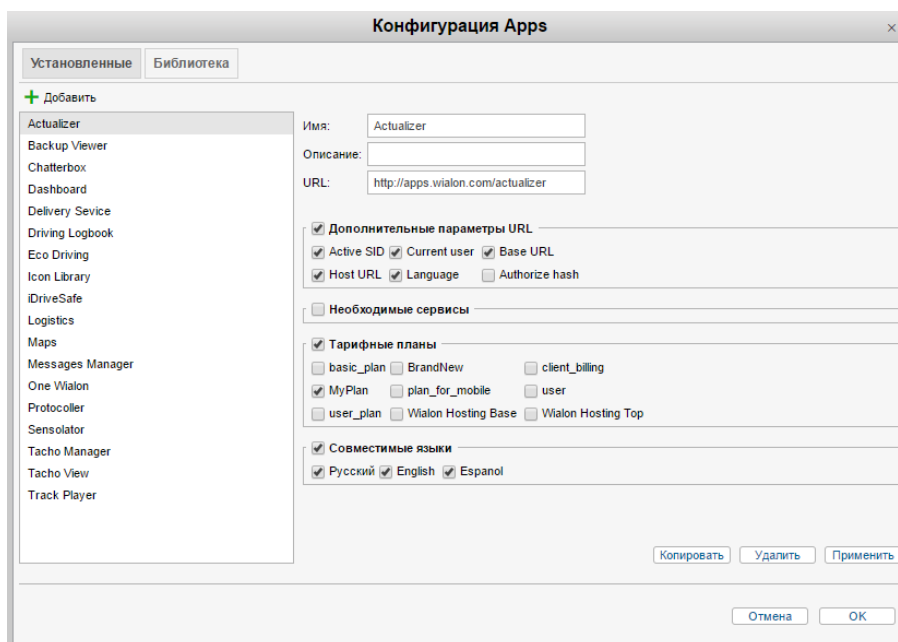 Конфигурация Apps
×
Установленные Библиотека
Добавить
Actualizer
Backup Viewer
Chatterbox
Dashboard
Delivery Sevice
Driving Logbook
Eco Driving
Icon Library
iDriveSafe
Logistics
Maps
Messages Manager
One Wialon
Protocoller
Sensolator
Tacho Manager
Tacho View
Track Player
Имя: Actualizer
Описание:
URL: http://apps.wialon.com/actualizer
Дополнительные параметры URL
Active SID Current user Base URL
Host URL Language Authorize hash
Необходимые сервисы
Тарифные планы
basic_plan BrandNew client_billing
MyPlan plan_for_mobile user
user_plan Wialon Hosting Base Wialon Hosting Top
Совместимые языки
Русский English Espanol
Копировать Удалить Применить
Отмена OK